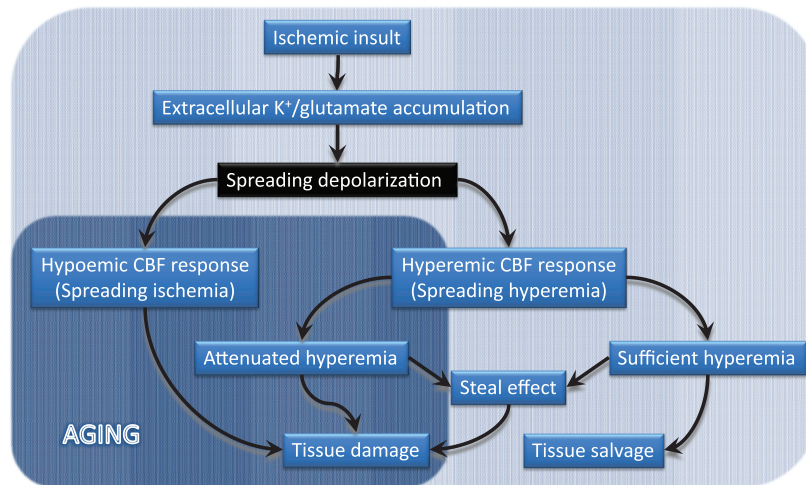 Ischemic insult
Extracellular K⁺/glutamate accumulation
Spreading depolarization
Hypoemic CBF response
(Spreading ischemia)
Hyperemic CBF response
(Spreading hyperemia)
Attenuated hyperemia
Sufficient hyperemia
Steal effect
AGING
Tissue damage
Tissue salvage